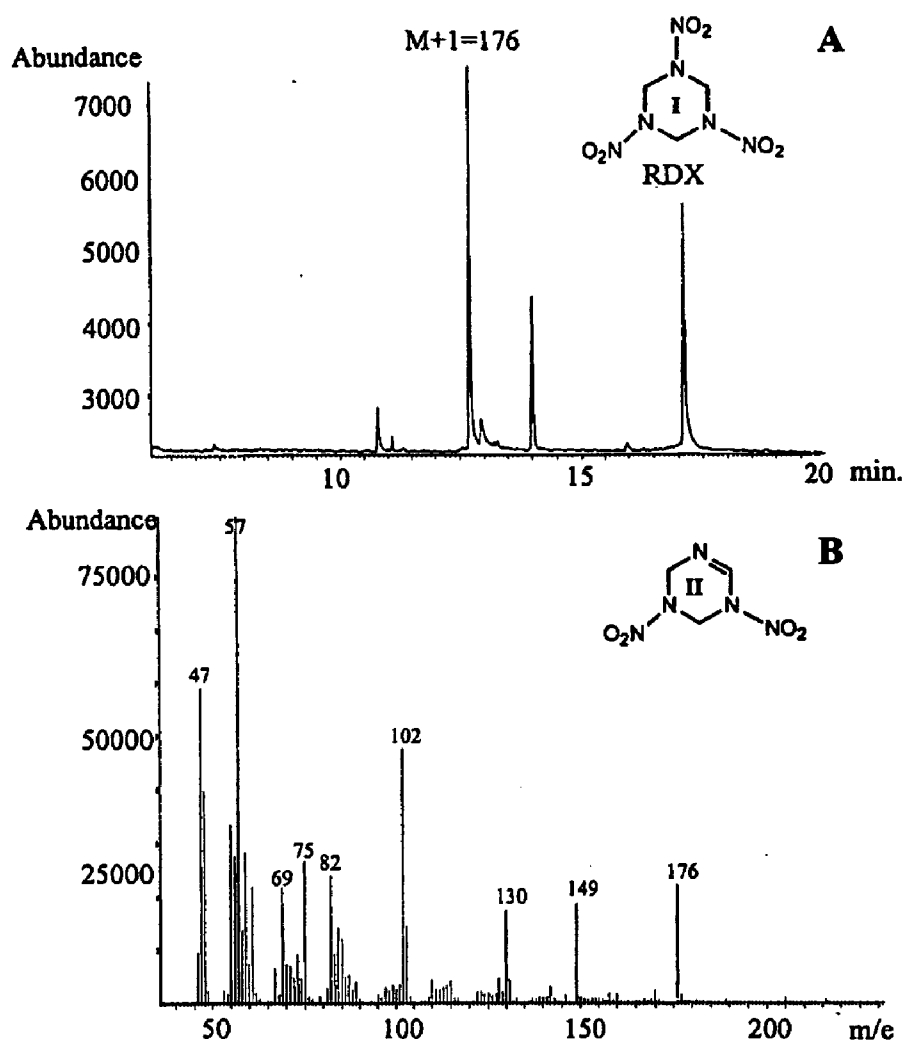 M+1=176
A
Abundance
7000
6000
5000
4000
3000
NO₂
N
I
N
N
O₂N
NO₂
RDX
10
15
20
min.
Abundance
B
75000
50000
25000
57
47
69
75
82
102
130
149
176
N
II
N
N
O₂N
NO₂
50
100
150
200
m/e